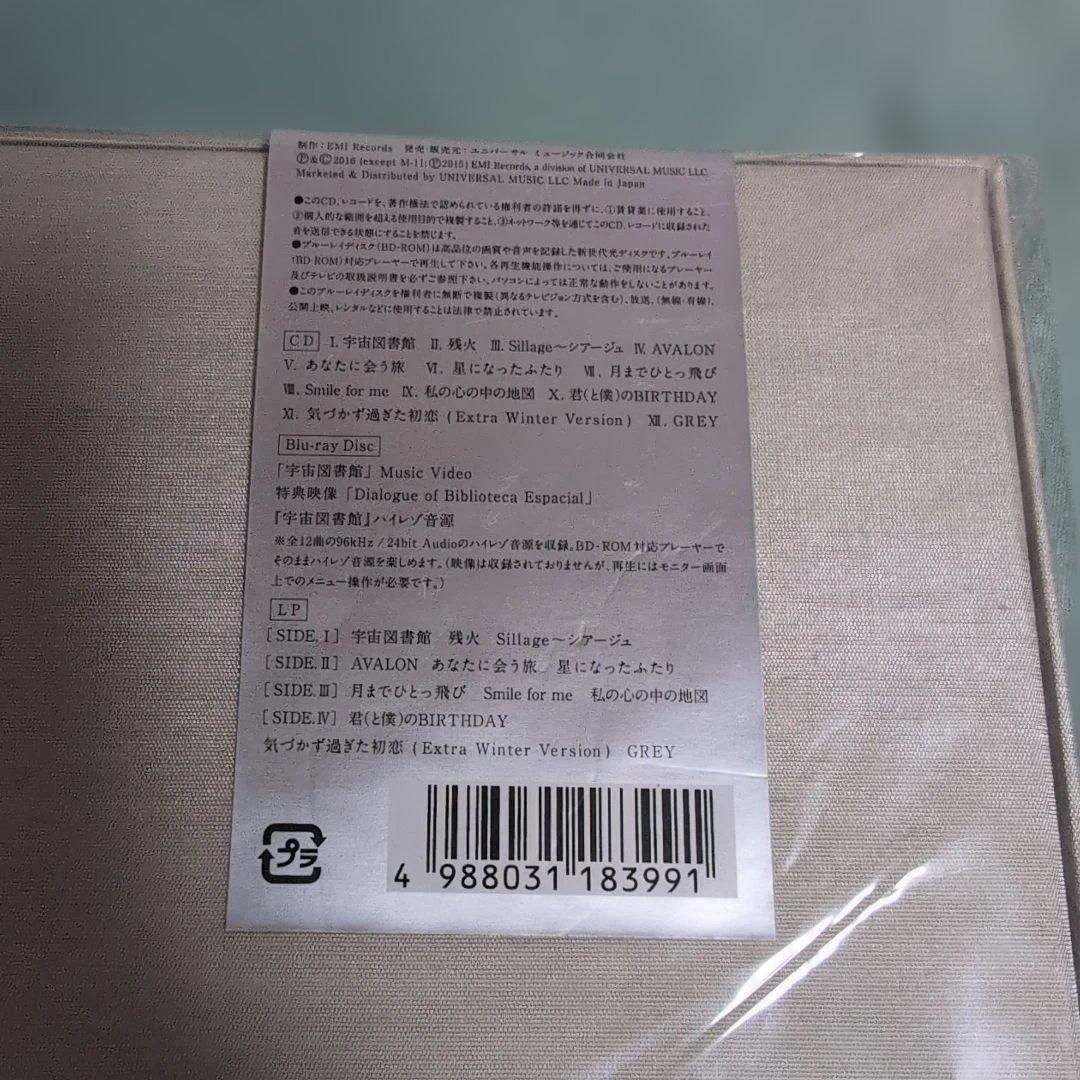 制作：EMI Records 発売・販売元：ユニバーサル ミュージック合同会社
Ⓟ&Ⓒ2016 (except M-11;Ⓟ2015) EMI Records, a division of UNIVERSAL MUSIC LLC
Marketed & Distributed by UNIVERSAL MUSIC LLC Made in Japan
●このCD、レコードを、著作権法で認められている権利者の許諾を得ずに、①賃貸業に使用すること、
②個人的な範囲を超える使用目的で複製すること、③ネットワーク等を通じてこのCD、レコードに収録された
音を送信できる状態にすることを禁じます。
●ブルーレイディスク(BD-ROM)は高品位の画質や音声を記録した新世代光ディスクです。ブルーレイ
(BD-ROM)対応プレーヤーで再生して下さい。各再生機能操作については、ご使用になるプレーヤー
及びテレビの取扱説明書を必ずご参照下さい。パソコンによっては正常な動作をしないことがあります。
●このブルーレイディスクを権利者に無断で複製(異なるテレビジョン方式を含む)、放送、(無線・有線)、
公開上映、レンタルなどに使用することは法律で禁止されています。
CD Ⅰ. 宇宙図書館 Ⅱ. 残火 Ⅲ. Sillage～シアージュ Ⅳ. AVALON
Ⅴ. あなたに会う旅 Ⅵ. 星になったふたり Ⅶ. 月までひとっ飛び
Ⅷ. Smile for me Ⅸ. 私の心の中の地図 Ⅹ. 君(と僕)のBIRTHDAY
Ⅺ. 気づかず過ぎた初恋 (Extra Winter Version) Ⅻ. GREY
Blu-ray Disc
「宇宙図書館」 Music Video
特典映像「Dialogue of Biblioteca Espacial」
『宇宙図書館』ハイレゾ音源
※全12曲の96kHz / 24bit Audioのハイレゾ音源を収録。BD-ROM対応プレーヤーで
そのままハイレゾ音源を楽しめます。(映像は収録されておりませんが、再生にはモニター画面
上でのメニュー操作が必要です。)
LP
[SIDE.Ⅰ] 宇宙図書館 残火 Sillage～シアージュ
[SIDE.Ⅱ] AVALON あなたに会う旅 星になったふたり
[SIDE.Ⅲ] 月までひとっ飛び Smile for me 私の心の中の地図
[SIDE.Ⅳ] 君(と僕)のBIRTHDAY
気づかず過ぎた初恋 (Extra Winter Version) GREY
プラ
4 988031 183991